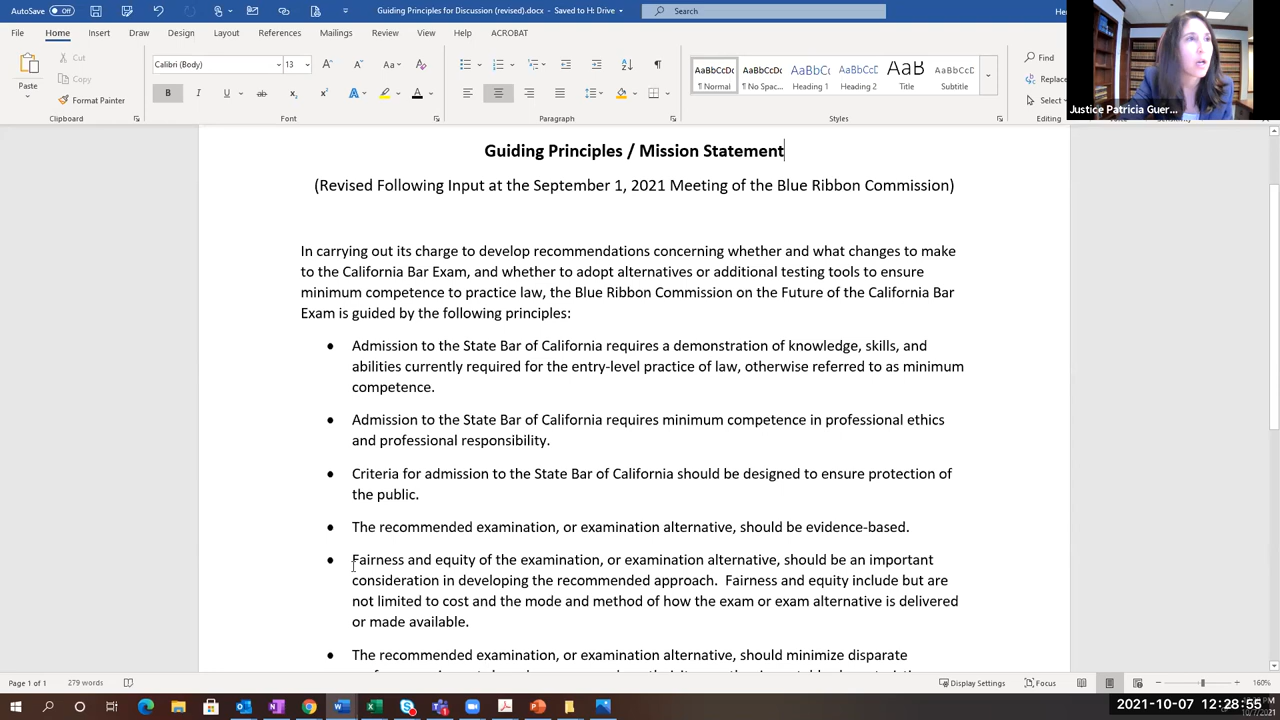 AutoSave Off Guiding Principles for Discussion (revised).docx - Saved to H: Drive Search
File Home Insert Draw Design Layout References Mailings Review View Help ACROBAT
Cut
Copy
Paste
Format Painter
Clipboard
Calibri (Body) 13
Font
Paragraph
AaBbCcDc AaBbCcDc AaBbCc AaBbCcC AaB AaBbCcC
¶ Normal ¶ No Spac... Heading 1 Heading 2 Title Subtitle
Styles
Find
Replace
Select
Editing
Justice Patricia Guer...
Guiding Principles / Mission Statement
(Revised Following Input at the September 1, 2021 Meeting of the Blue Ribbon Commission)
In carrying out its charge to develop recommendations concerning whether and what changes to make
to the California Bar Exam, and whether to adopt alternatives or additional testing tools to ensure
minimum competence to practice law, the Blue Ribbon Commission on the Future of the California Bar
Exam is guided by the following principles:
• Admission to the State Bar of California requires a demonstration of knowledge, skills, and
abilities currently required for the entry-level practice of law, otherwise referred to as minimum
competence.
• Admission to the State Bar of California requires minimum competence in professional ethics
and professional responsibility.
• Criteria for admission to the State Bar of California should be designed to ensure protection of
the public.
• The recommended examination, or examination alternative, should be evidence-based.
• Fairness and equity of the examination, or examination alternative, should be an important
consideration in developing the recommended approach. Fairness and equity include but are
not limited to cost and the mode and method of how the exam or exam alternative is delivered
or made available.
• The recommended examination, or examination alternative, should minimize disparate
Page 1 of 1 279 words Display Settings Focus 160%
2021-10-07 12:28:55